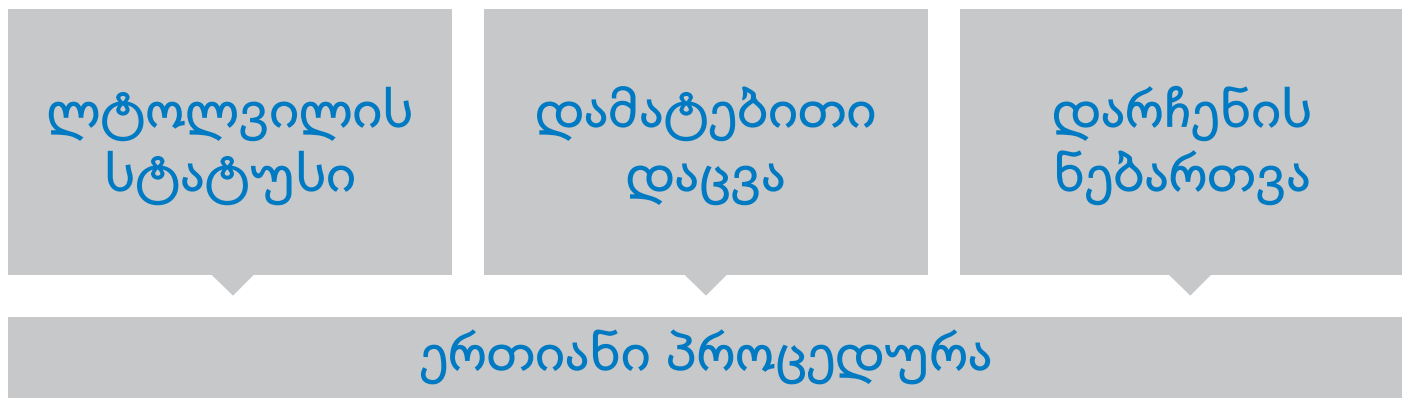 ლტოლვილის
სტატუსი
დამატებითი
დაცვა
დარჩენის
ნებართვა
ერთიანი პროცედურა